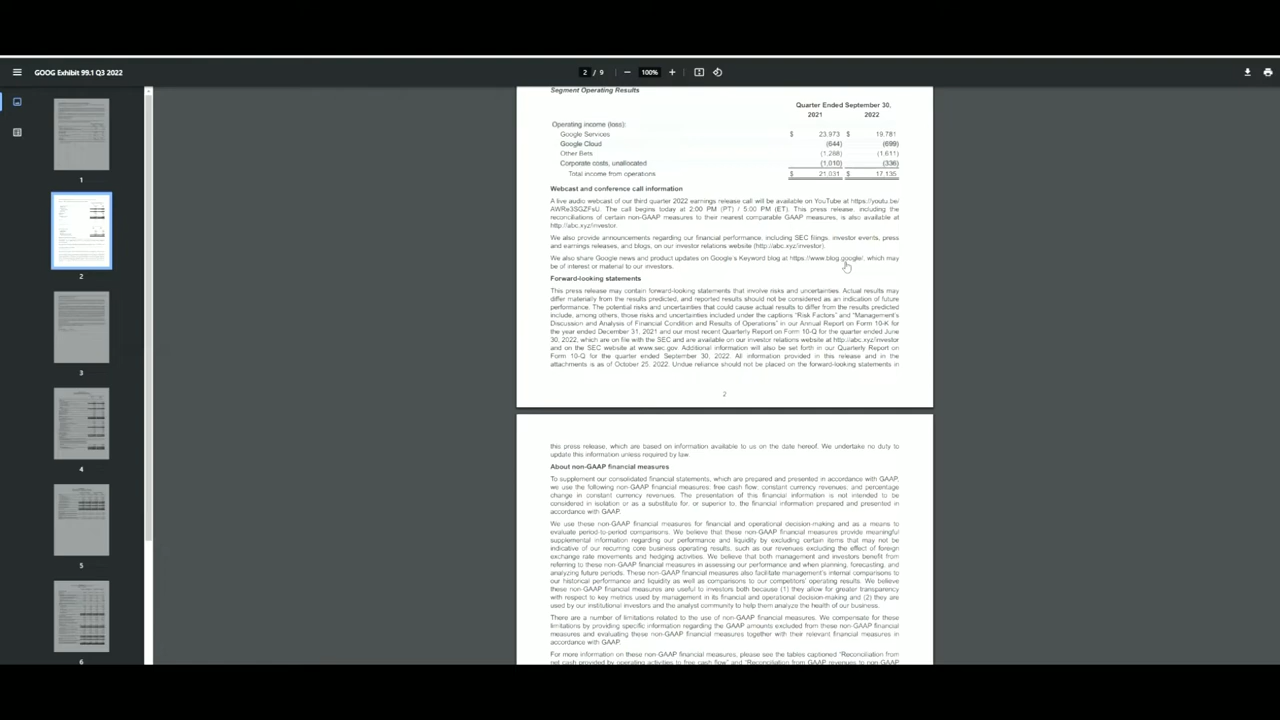 GOOG Exhibit 99.1 Q3 2022
2 / 9
100%
1
2
3
4
5
6
Segment Operating Results
Quarter Ended September 30,
2021 2022
Operating income (loss):
Google Services $ 23,973 $ 19,781
Google Cloud (644) (699)
Other Bets (1,288) (1,611)
Corporate costs, unallocated (1,010) (336)
Total income from operations $ 21,031 $ 17,135
Webcast and conference call information
A live audio webcast of our third quarter 2022 earnings release call will be available on YouTube at https://youtu.be/
AWRe3SGZFsU. The call begins today at 2:00 PM (PT) / 5:00 PM (ET). This press release, including the
reconciliations of certain non-GAAP measures to their nearest comparable GAAP measures, is also available at
http://abc.xyz/investor.
We also provide announcements regarding our financial performance, including SEC filings, investor events, press
and earnings releases, and blogs, on our investor relations website (http://abc.xyz/investor).
We also share Google news and product updates on Google's Keyword blog at https://www.blog.google/, which may
be of interest or material to our investors.
Forward-looking statements
This press release may contain forward-looking statements that involve risks and uncertainties. Actual results may
differ materially from the results predicted, and reported results should not be considered as an indication of future
performance. The potential risks and uncertainties that could cause actual results to differ from the results predicted
include, among others, those risks and uncertainties included under the captions "Risk Factors" and "Management's
Discussion and Analysis of Financial Condition and Results of Operations" in our Annual Report on Form 10-K for
the year ended December 31, 2021 and our most recent Quarterly Report on Form 10-Q for the quarter ended June
30, 2022, which are on file with the SEC and are available on our investor relations website at http://abc.xyz/investor
and on the SEC website at www.sec.gov. Additional information will also be set forth in our Quarterly Report on
Form 10-Q for the quarter ended September 30, 2022. All information provided in this release and in the
attachments is as of October 25, 2022. Undue reliance should not be placed on the forward-looking statements in
2
this press release, which are based on information available to us on the date hereof. We undertake no duty to
update this information unless required by law.
About non-GAAP financial measures
To supplement our consolidated financial statements, which are prepared and presented in accordance with GAAP,
we use the following non-GAAP financial measures: free cash flow, constant currency revenues, and percentage
change in constant currency revenues. The presentation of this financial information is not intended to be
considered in isolation or as a substitute for, or superior to, the financial information prepared and presented in
accordance with GAAP.
We use these non-GAAP financial measures for financial and operational decision-making and as a means to
evaluate period-to-period comparisons. We believe that these non-GAAP financial measures provide meaningful
supplemental information regarding our performance and liquidity by excluding certain items that may not be
indicative of our recurring core business operating results, such as our revenues excluding the effect of foreign
exchange rate movements and hedging activities. We believe that both management and investors benefit from
referring to these non-GAAP financial measures in assessing our performance and when planning, forecasting, and
analyzing future periods. These non-GAAP financial measures also facilitate management's internal comparisons to
our historical performance and liquidity as well as comparisons to our competitors' operating results. We believe
these non-GAAP financial measures are useful to investors both because (1) they allow for greater transparency
with respect to key metrics used by management in its financial and operational decision-making and (2) they are
used by our institutional investors and the analyst community to help them analyze the health of our business.
There are a number of limitations related to the use of non-GAAP financial measures. We compensate for these
limitations by providing specific information regarding the GAAP amounts excluded from these non-GAAP financial
measures and evaluating these non-GAAP financial measures together with their relevant financial measures in
accordance with GAAP.
For more information on these non-GAAP financial measures, please see the tables captioned "Reconciliation from
net cash provided by operating activities to free cash flow" and "Reconciliation from GAAP revenues to non-GAAP